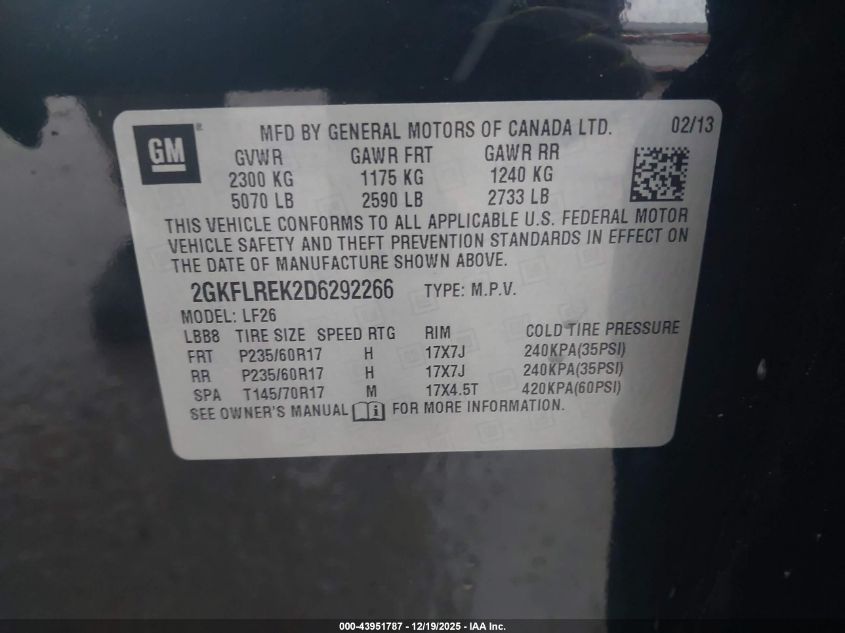 GM ®
MFD BY GENERAL MOTORS OF CANADA LTD. 02/13
GVWR GAWR FRT GAWR RR
2300 KG 1175 KG 1240 KG
5070 LB 2590 LB 2733 LB
THIS VEHICLE CONFORMS TO ALL APPLICABLE U.S. FEDERAL MOTOR
VEHICLE SAFETY AND THEFT PREVENTION STANDARDS IN EFFECT ON
THE DATE OF MANUFACTURE SHOWN ABOVE.
2GKFLREK2D6292266 TYPE: M.P.V.
MODEL: LF26
LBB8 TIRE SIZE SPEED RTG RIM COLD TIRE PRESSURE
FRT P235/60R17 H 17X7J 240KPA(35PSI)
RR P235/60R17 H 17X7J 240KPA(35PSI)
SPA T145/70R17 M 17X4.5T 420KPA(60PSI)
SEE OWNER'S MANUAL i FOR MORE INFORMATION.
000-43951787 - 12/19/2025 - IAA Inc.